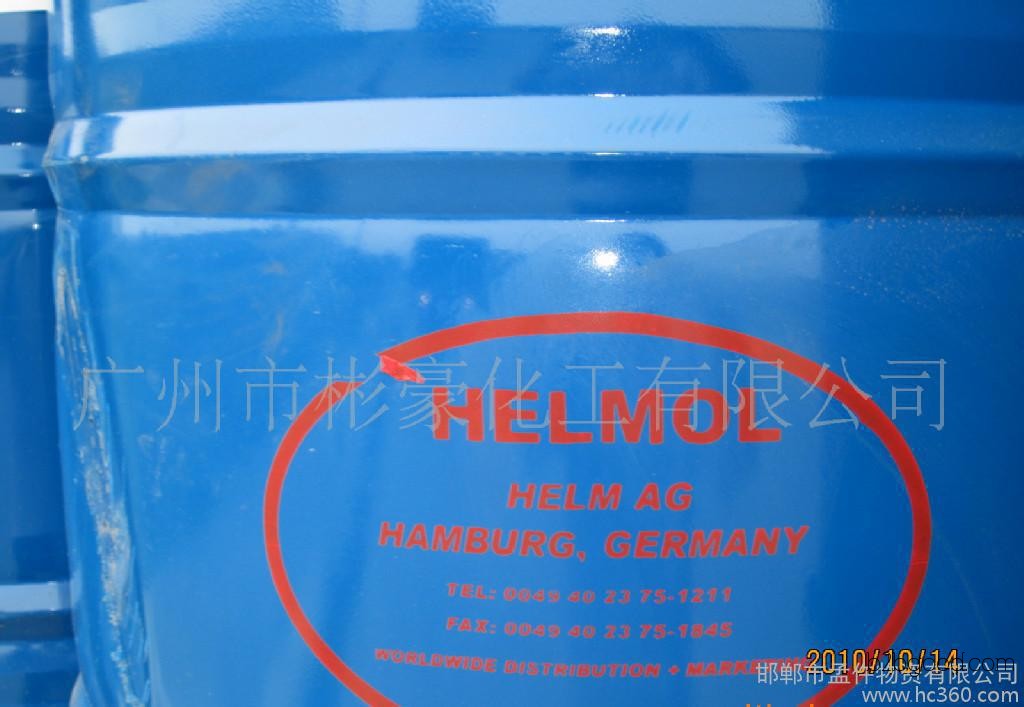 广州市彬豪化工有限公司
HELMOL
HELM AG
HAMBURG, GERMANY
TEL: 0049 40 23 75-1211
FAX: 0049 40 23 75-1845
WORLDWIDE DISTRIBUTION + MARKETING
2010/10/14
邯郸市孟仵物资有限公司
www.hc360.com